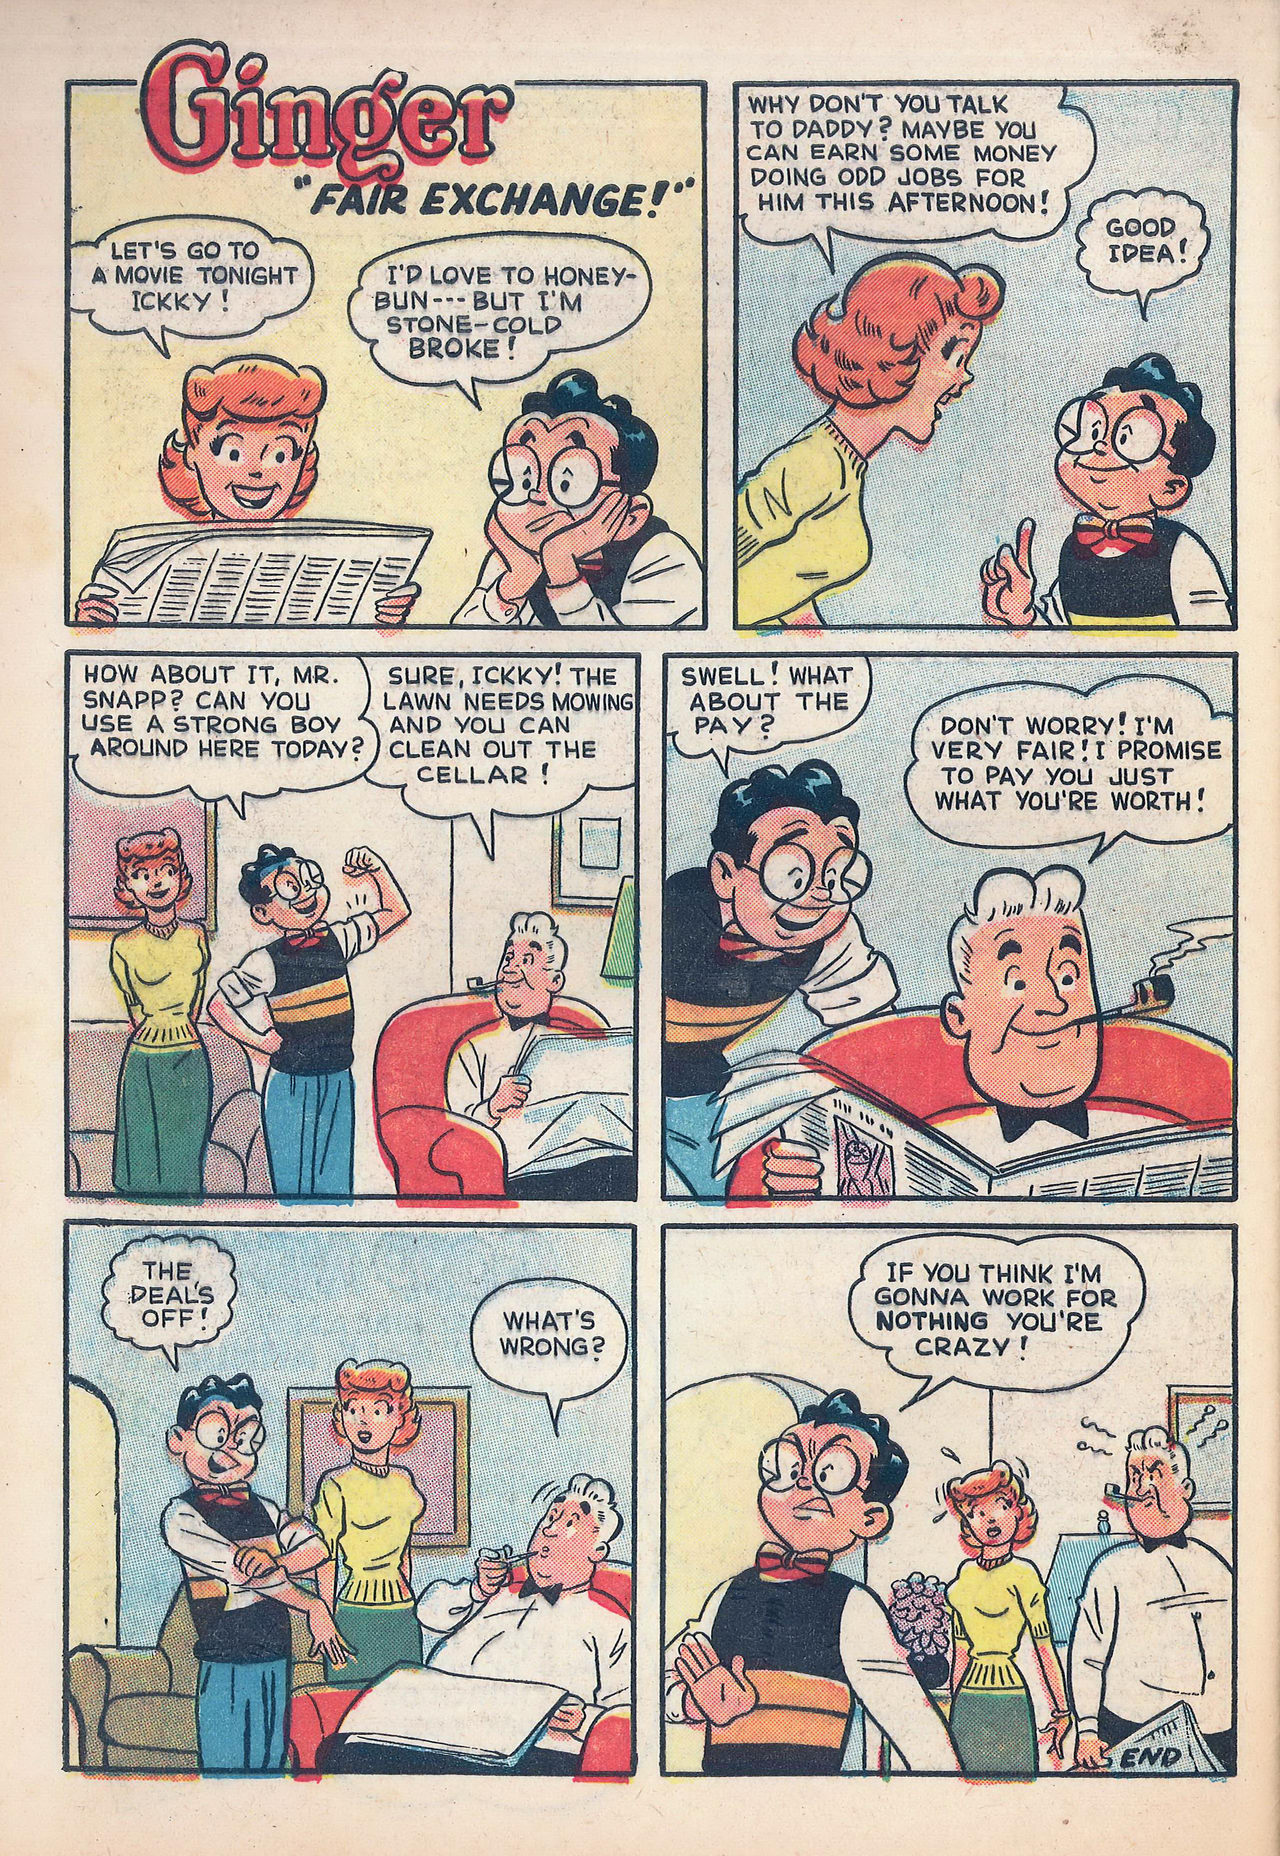 Ginger
"FAIR EXCHANGE!"
LET'S GO TO
A MOVIE TONIGHT
ICKKY!
I'D LOVE TO HONEY-
BUN---BUT I'M
STONE-COLD
BROKE!
WHY DON'T YOU TALK
TO DADDY? MAYBE YOU
CAN EARN SOME MONEY
DOING ODD JOBS FOR
HIM THIS AFTERNOON!
GOOD
IDEA!
HOW ABOUT IT, MR.
SNAPP? CAN YOU
USE A STRONG BOY
AROUND HERE TODAY?
SURE, ICKKY! THE
LAWN NEEDS MOWING
AND YOU CAN
CLEAN OUT THE
CELLAR!
SWELL! WHAT
ABOUT THE
PAY?
DON'T WORRY! I'M
VERY FAIR! I PROMISE
TO PAY YOU JUST
WHAT YOU'RE WORTH!
THE
DEAL'S
OFF!
WHAT'S
WRONG?
IF YOU THINK I'M
GONNA WORK FOR
NOTHING YOU'RE
CRAZY!
END